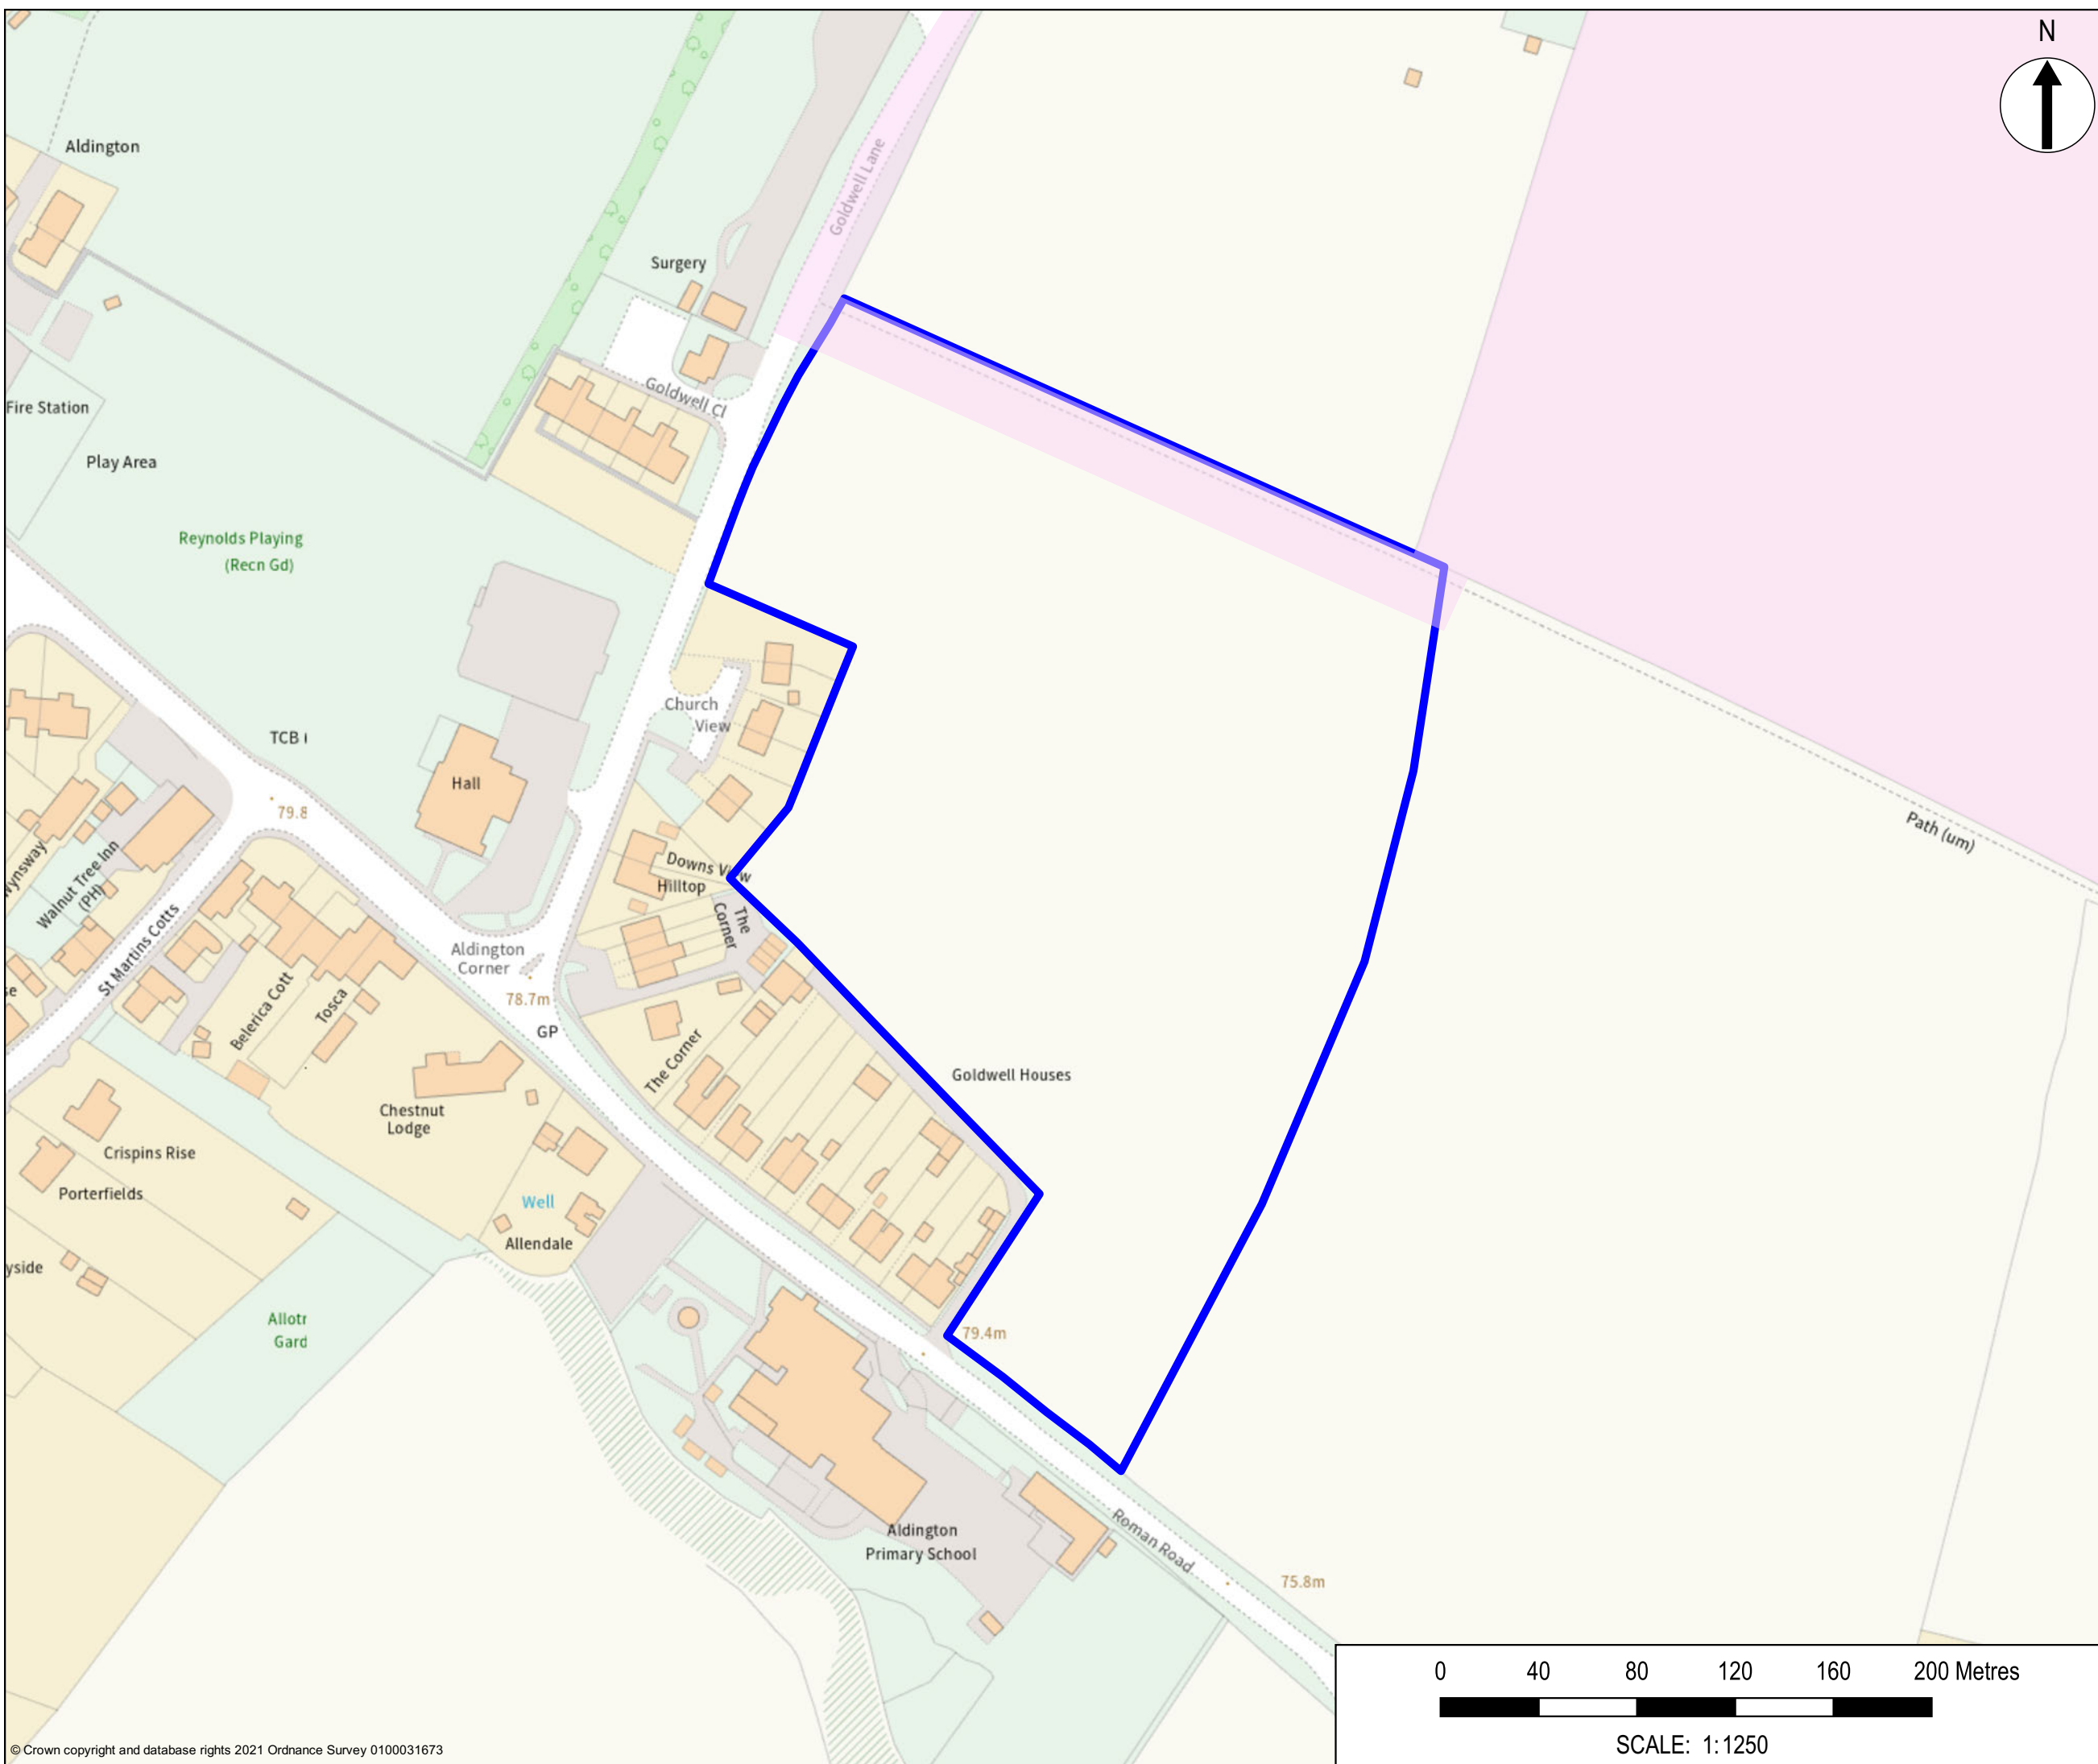 N
Aldington
Goldwell Lane
Surgery
Goldwell Cl
Fire Station
Play Area
Reynolds Playing
(Recn Gd)
Church
View
TCB
Hall
79.8
Path (um)
Walnut Tree Inn
(PH)
Downs View
Hilltop
The
Corner
St Martins Cotts
Aldington
Corner
78.7m
GP
Belerica Cott
Tosca
The Corner
Goldwell Houses
Chestnut
Lodge
Crispins Rise
Porterfields
Well
Allendale
yside
Allotr
Gard
79.4m
Aldington
Primary School
Roman Road
75.8m
0 40 80 120 160 200 Metres
SCALE: 1:1250
© Crown copyright and database rights 2021 Ordnance Survey 0100031673